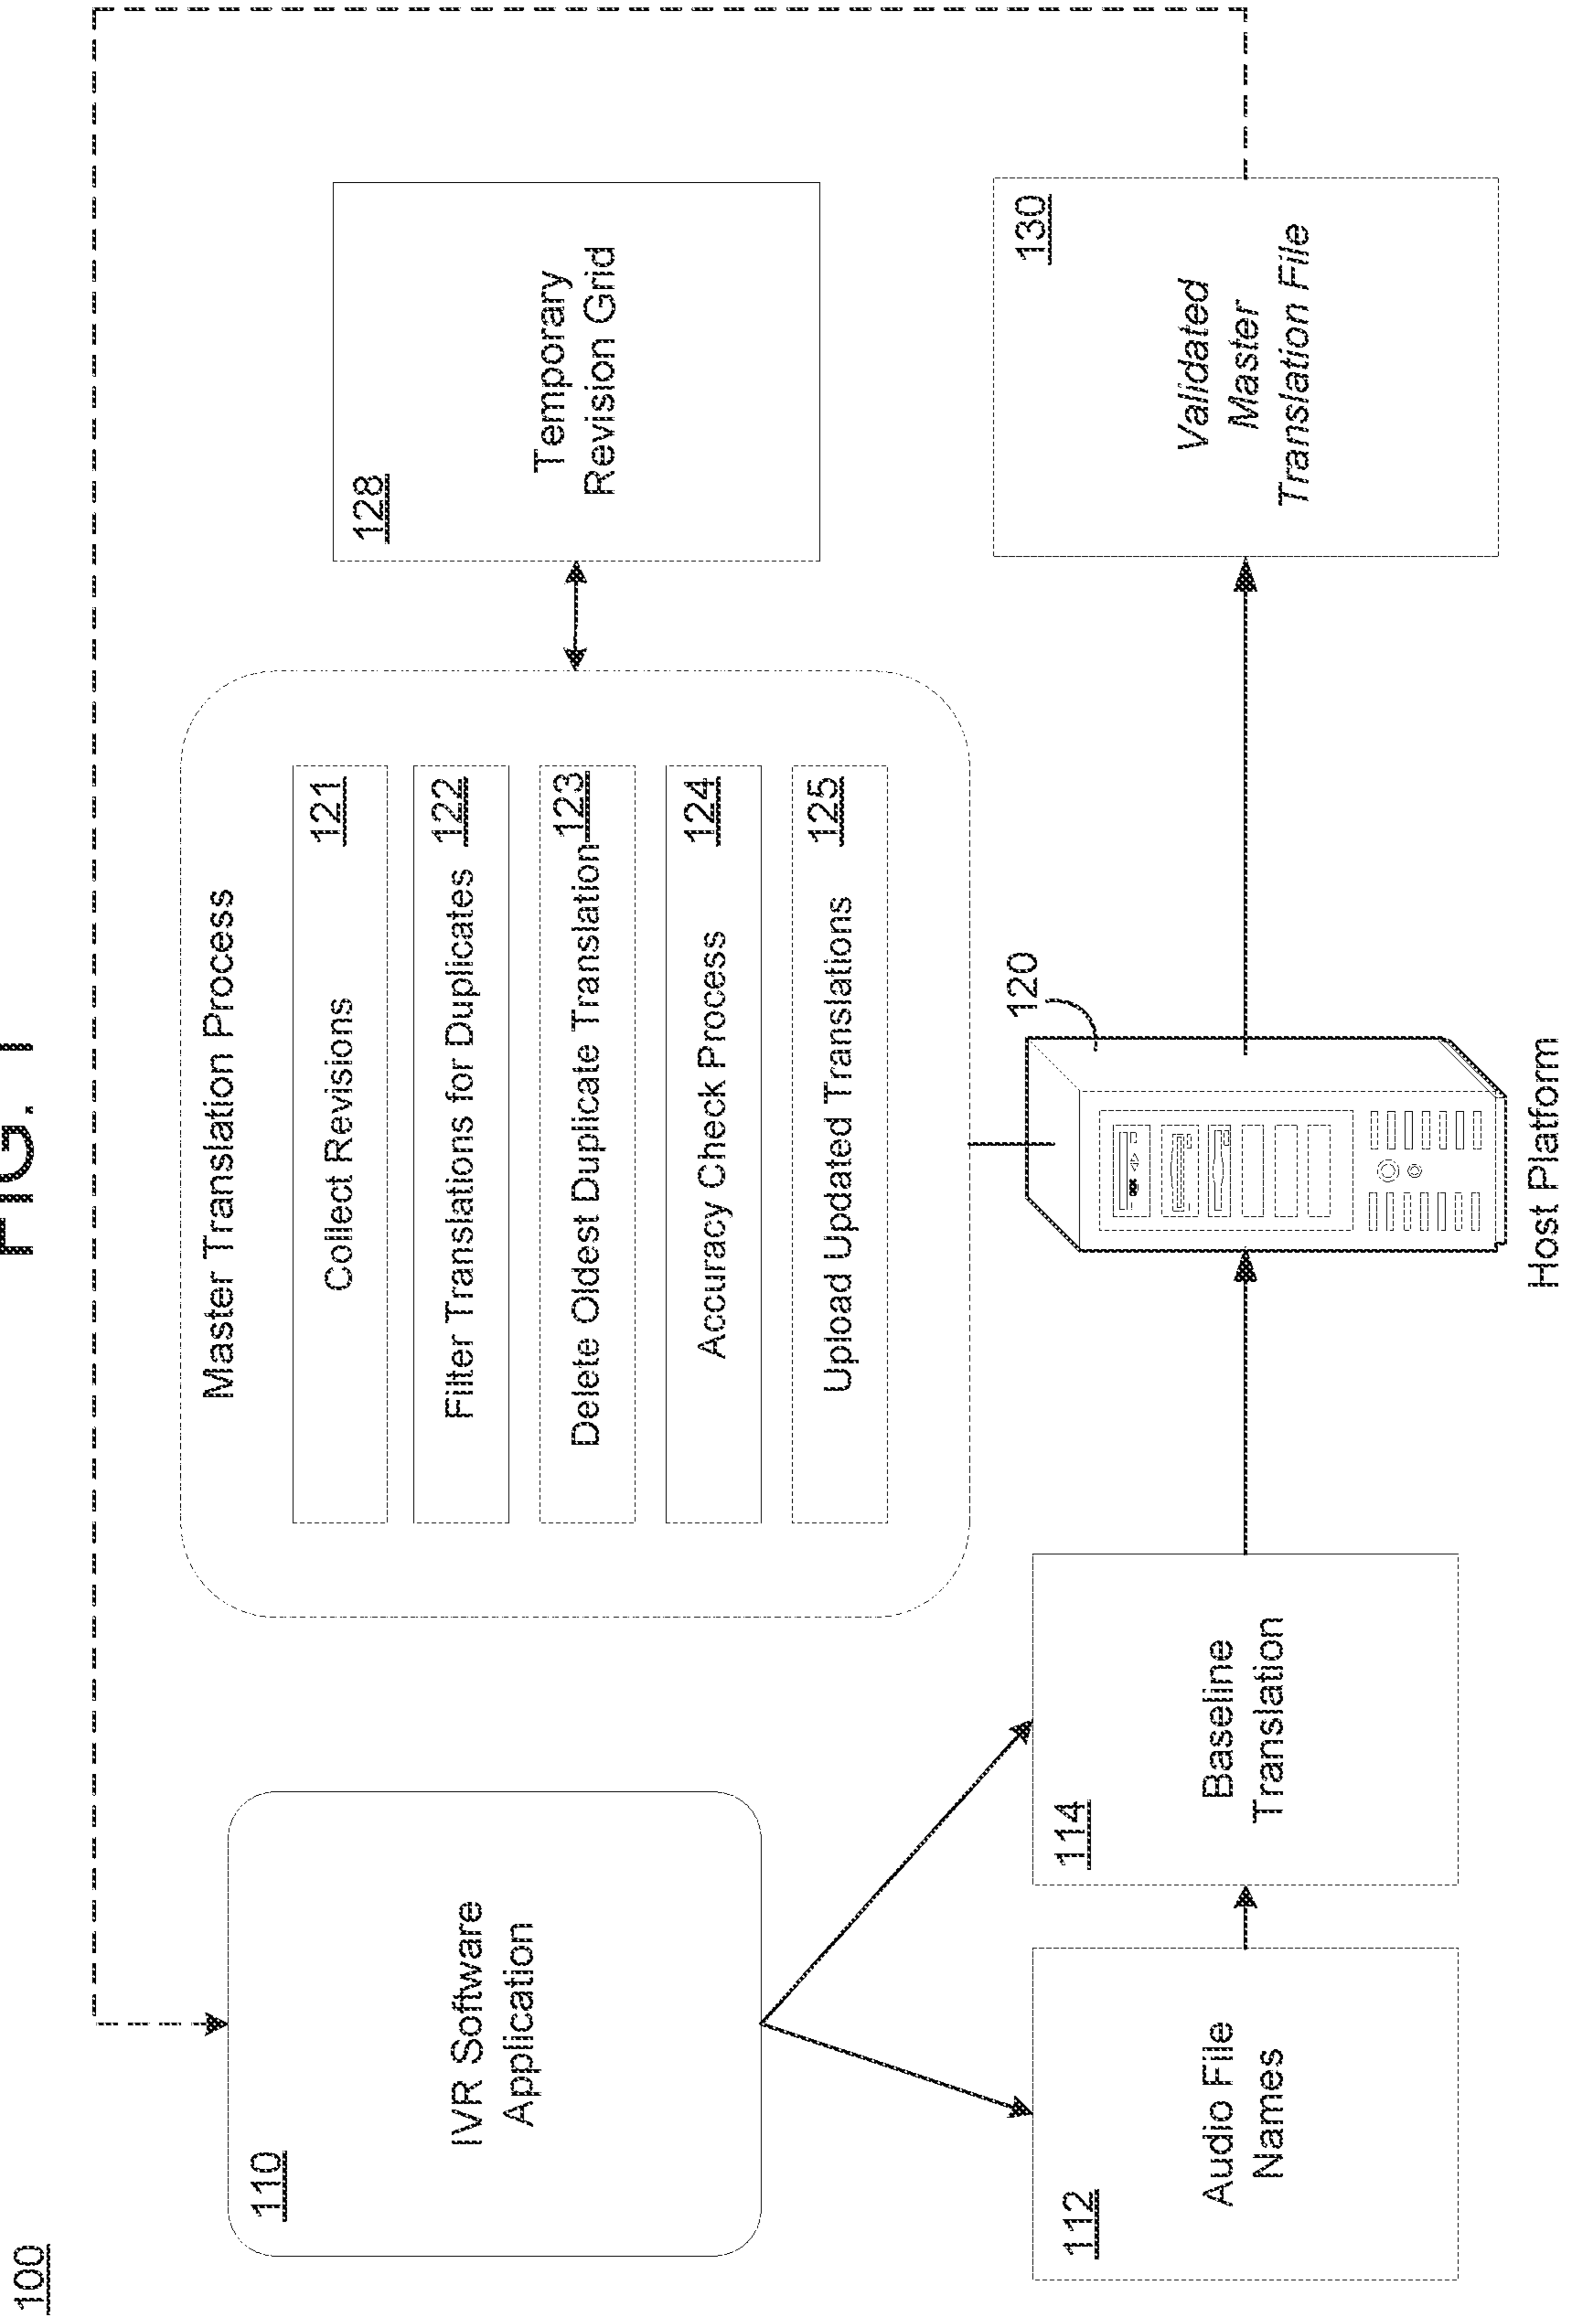 FIG. 1
100
110
IVR Software
Application
Master Translation Process
Collect Revisions 121
Filter Translations for Duplicates 122
Delete Oldest Duplicate Translation 123
Accuracy Check Process 124
Upload Updated Translations 125
128
Temporary
Revision Grid
112
Audio File
Names
114
Baseline
Translation
120
Host Platform
130
Validated
Master
Translation File